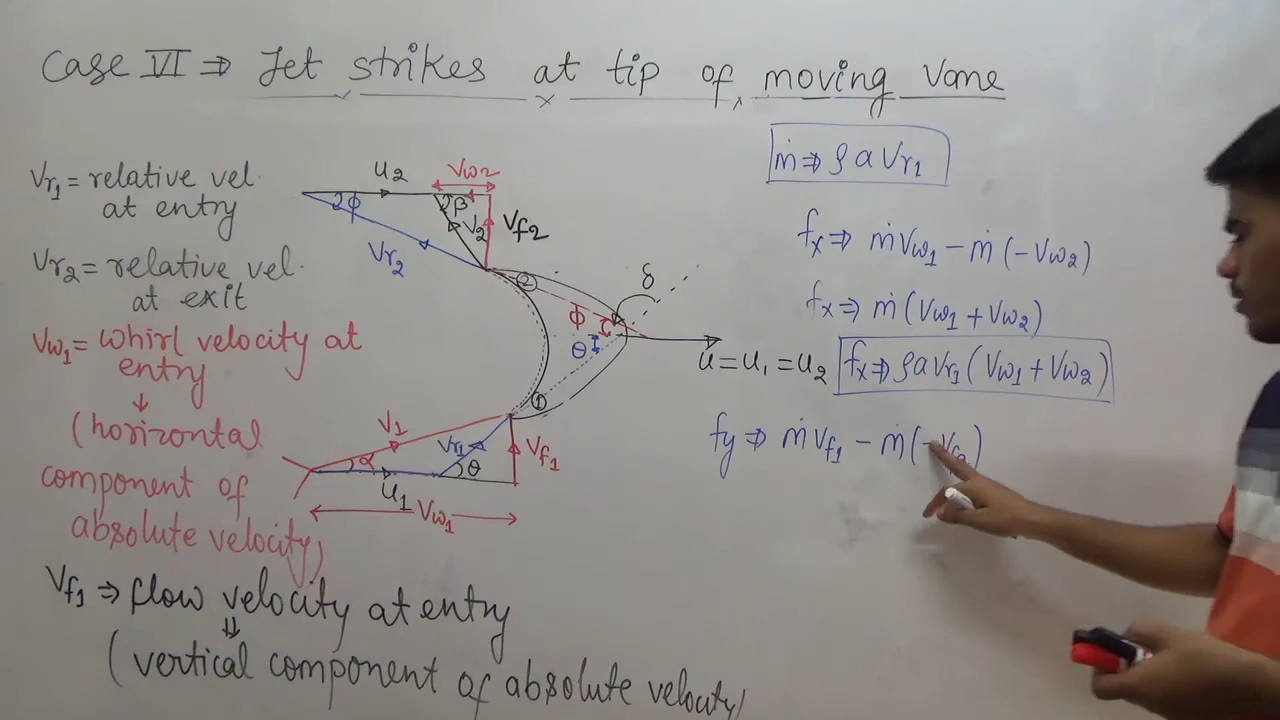 Case VI ⇒ Jet strikes at tip of moving Vane
Vr1 = relative vel.
at entry
Vr2 = relative vel.
at exit
Vw1 = whirl velocity at
entry
↓
(horizontal
component of
absolute velocity)
Vf1 ⇒ flow velocity at entry
⇓
(vertical component of absolute velocity)
u2
Vw2
ϕ
β
V2
Vf2
Vr2
②
δ
ϕ
θ
①
u = u1 = u2
V1
Vr1
Vf1
α
θ
u1
Vw1
ṁ ⇒ ρ a Vr1
fx ⇒ ṁ Vw1 - ṁ (-Vw2)
fx ⇒ ṁ (Vw1 + Vw2)
fx ⇒ ρ a Vr1 (Vw1 + Vw2)
fy ⇒ ṁ Vf1 - ṁ (